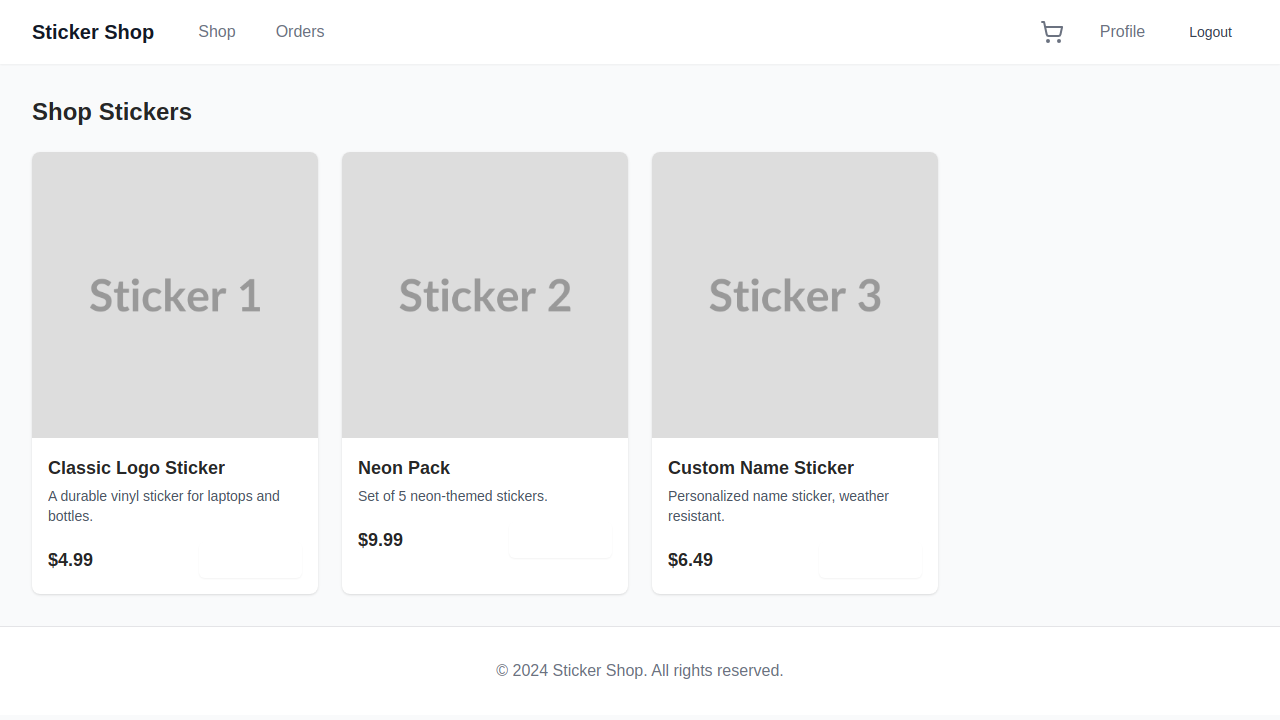 Sticker Shop
Shop
Orders
Profile
Logout
Shop Stickers
Sticker 1
Sticker 2
Sticker 3
Classic Logo Sticker
A durable vinyl sticker for laptops and
bottles.
$4.99
Neon Pack
Set of 5 neon-themed stickers.
$9.99
Custom Name Sticker
Personalized name sticker, weather
resistant.
$6.49
© 2024 Sticker Shop. All rights reserved.